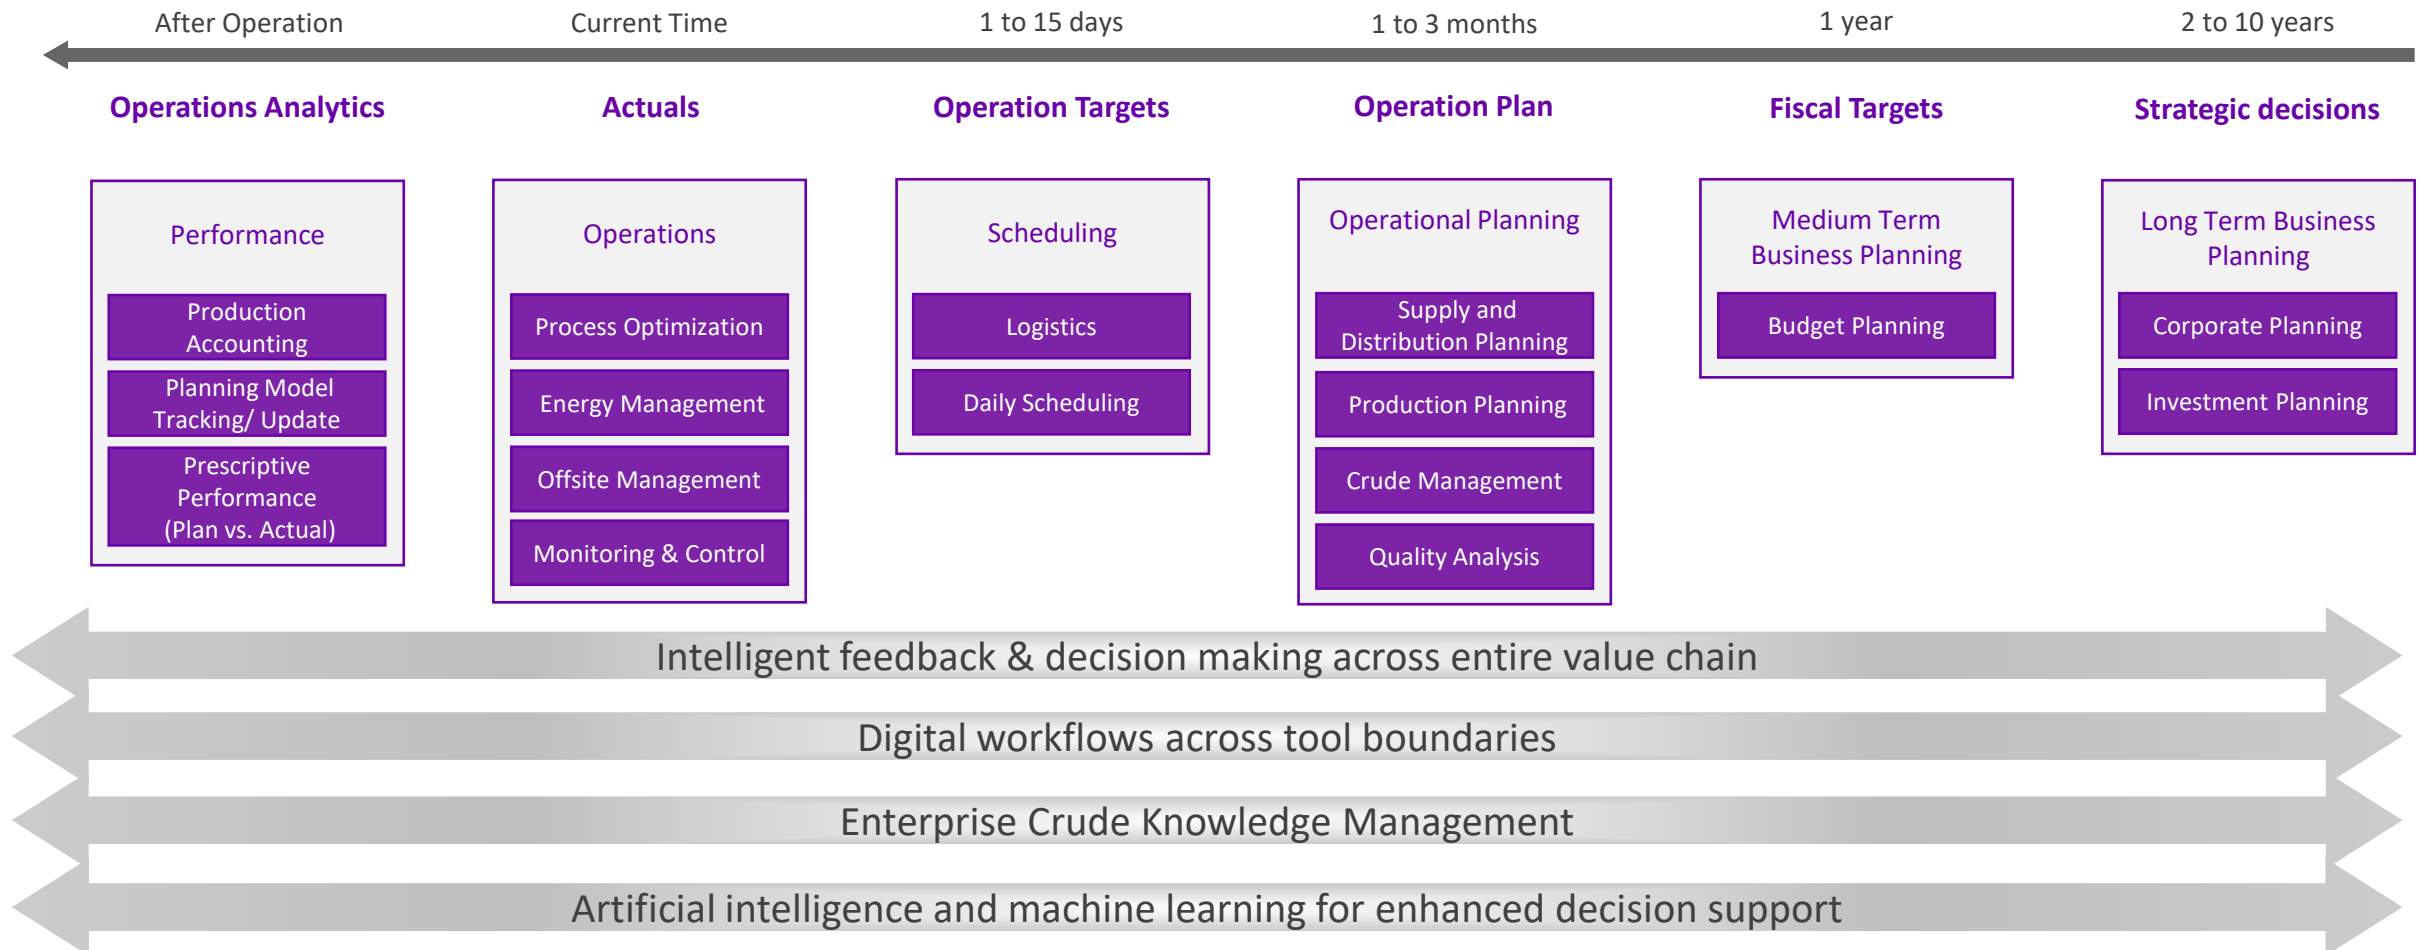 After Operation
Current Time
1 to 15 days
1 to 3 months
1 year
2 to 10 years
Operations Analytics
Actuals
Operation Targets
Operation Plan
Fiscal Targets
Strategic decisions
Performance
Production
Accounting
Planning Model
Tracking/ Update
Prescriptive
Performance
(Plan vs. Actual)
Operations
Process Optimization
Energy Management
Offsite Management
Monitoring & Control
Scheduling
Logistics
Daily Scheduling
Operational Planning
Supply and
Distribution Planning
Production Planning
Crude Management
Quality Analysis
Medium Term
Business Planning
Budget Planning
Long Term Business
Planning
Corporate Planning
Investment Planning
Intelligent feedback & decision making across entire value chain
Digital workflows across tool boundaries
Enterprise Crude Knowledge Management
Artificial intelligence and machine learning for enhanced decision support